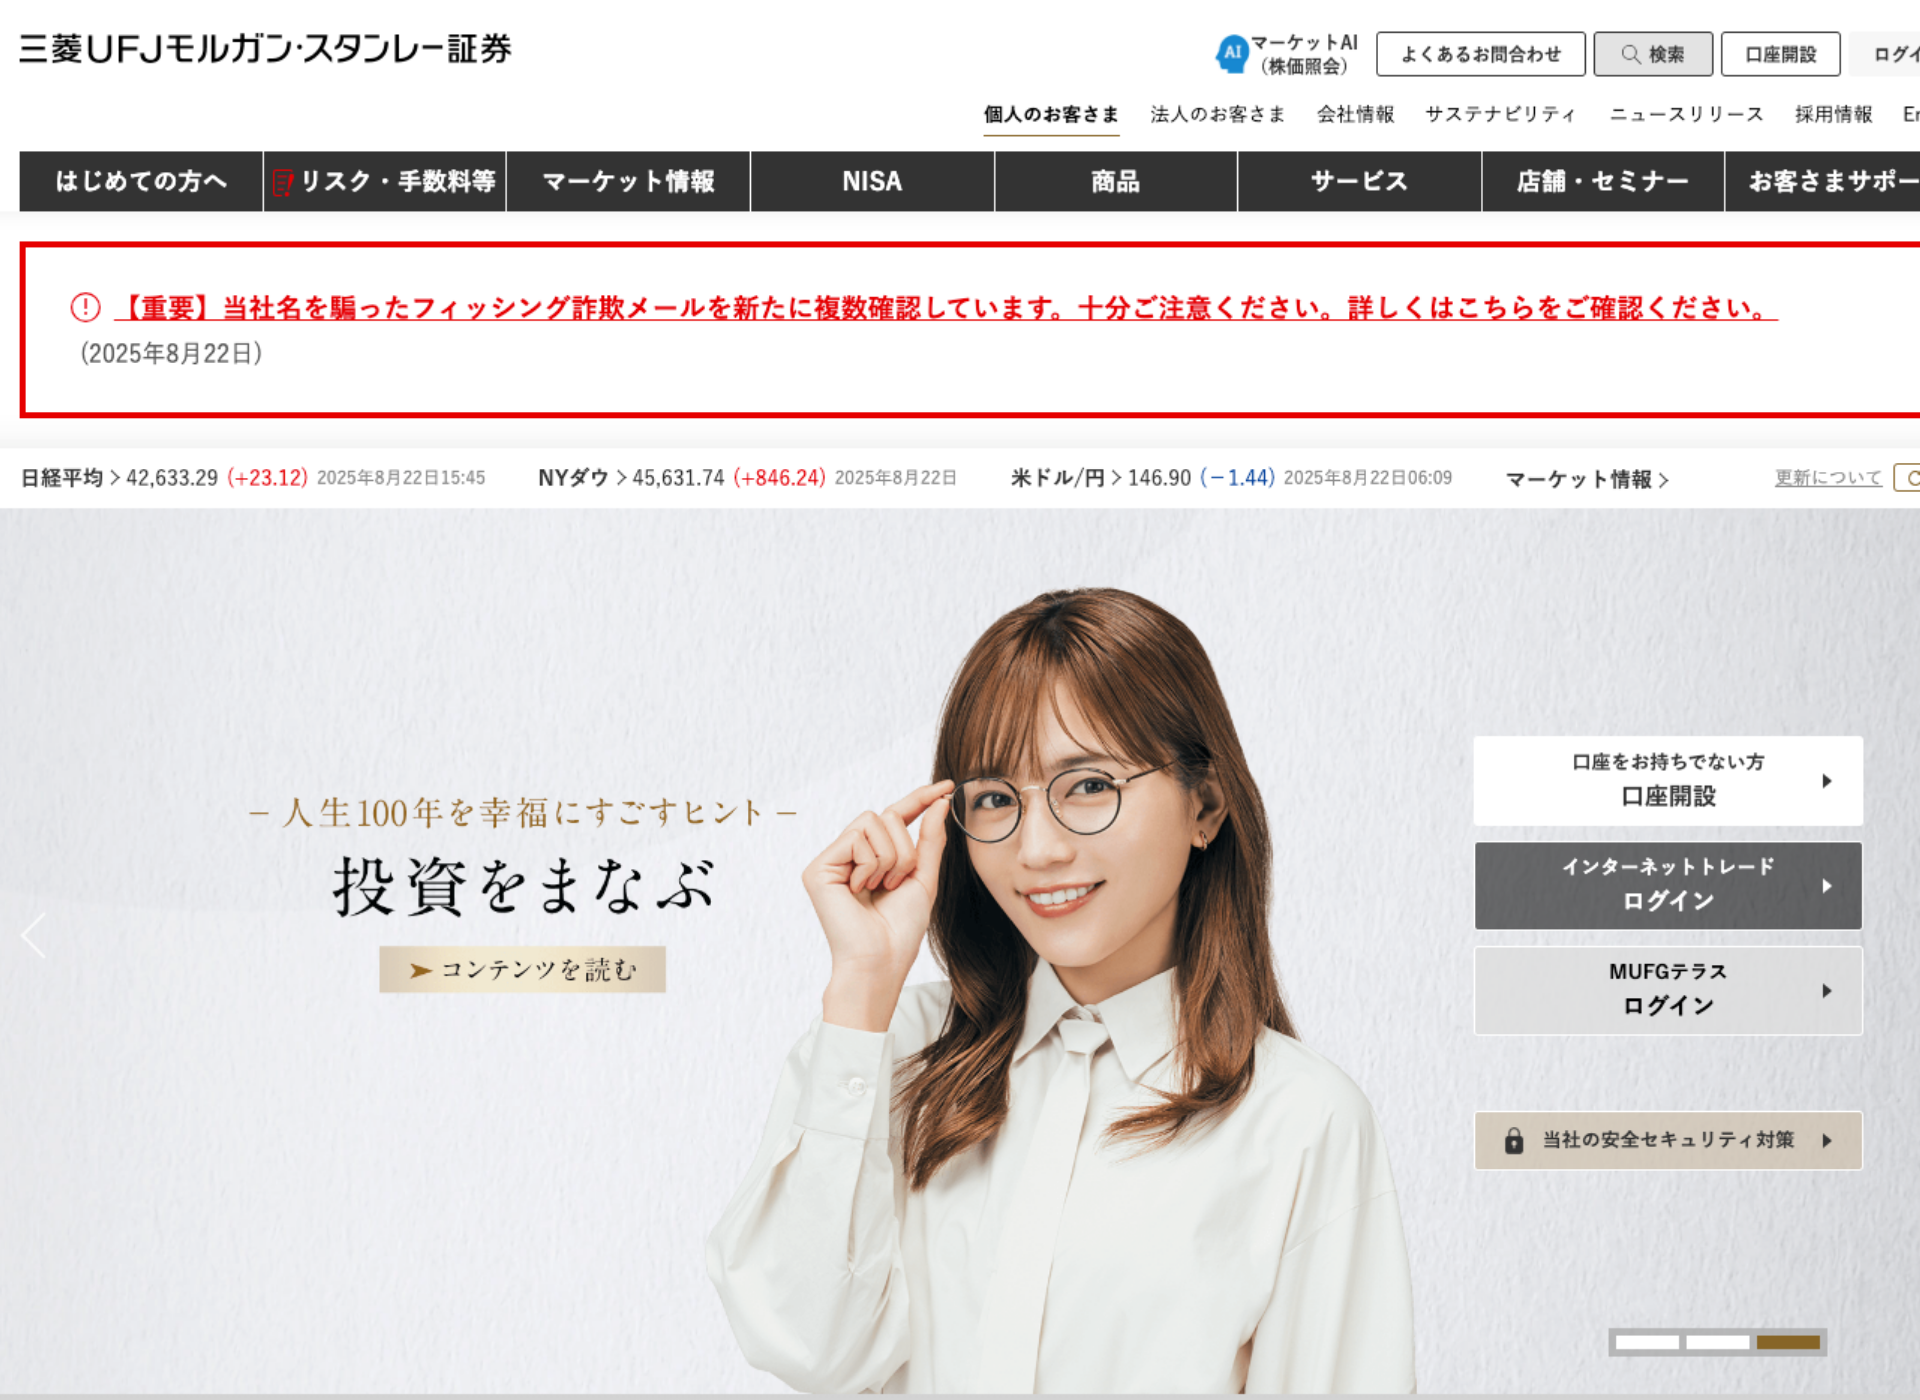 三菱UFJモルガン・スタンレー証券
AI
マーケットAI
（株価照会）
よくあるお問合わせ
検索
口座開設
ログイ
個人のお客さま
法人のお客さま
会社情報
サステナビリティ
ニュースリリース
採用情報
En
はじめての方へ
リスク・手数料等
マーケット情報
NISA
商品
サービス
店舗・セミナー
お客さまサポー
【重要】当社名を騙ったフィッシング詐欺メールを新たに複数確認しています。十分ご注意ください。詳しくはこちらをご確認ください。
（2025年8月22日）
日経平均 > 42,633.29 (+23.12) 2025年8月22日15:45
NYダウ > 45,631.74 (+846.24) 2025年8月22日
米ドル/円 > 146.90 (−1.44) 2025年8月22日06:09
マーケット情報 >
更新について
− 人生100年を幸福にすごすヒント −
投資をまなぶ
コンテンツを読む
口座をお持ちでない方
口座開設
インターネットトレード
ログイン
MUFGテラス
ログイン
当社の安全セキュリティ対策